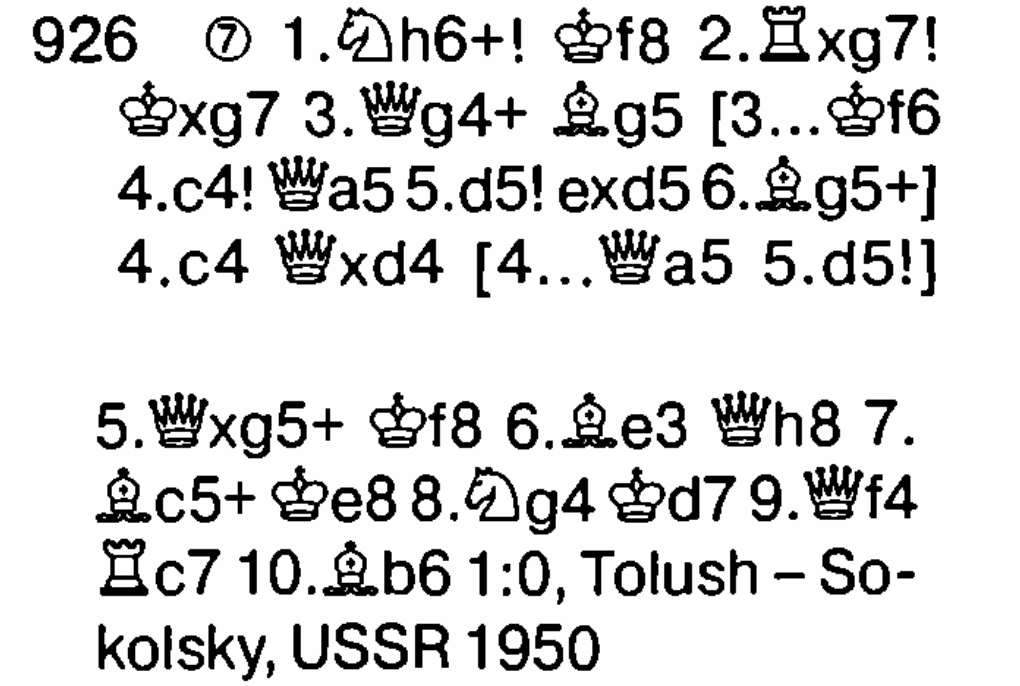 926 ⑦ 1.♘h6+! ♔f8 2.♖xg7!
♔xg7 3.♕g4+ ♗g5 [3...♔f6
4.c4! ♕a5 5.d5! exd5 6.♗g5+]
4.c4 ♕xd4 [4...♕a5 5.d5!]
5.♕xg5+ ♔f8 6.♗e3 ♕h8 7.
♗c5+ ♔e8 8.♘g4 ♔d7 9.♕f4
♖c7 10.♗b6 1:0, Tolush – So-
kolsky, USSR 1950